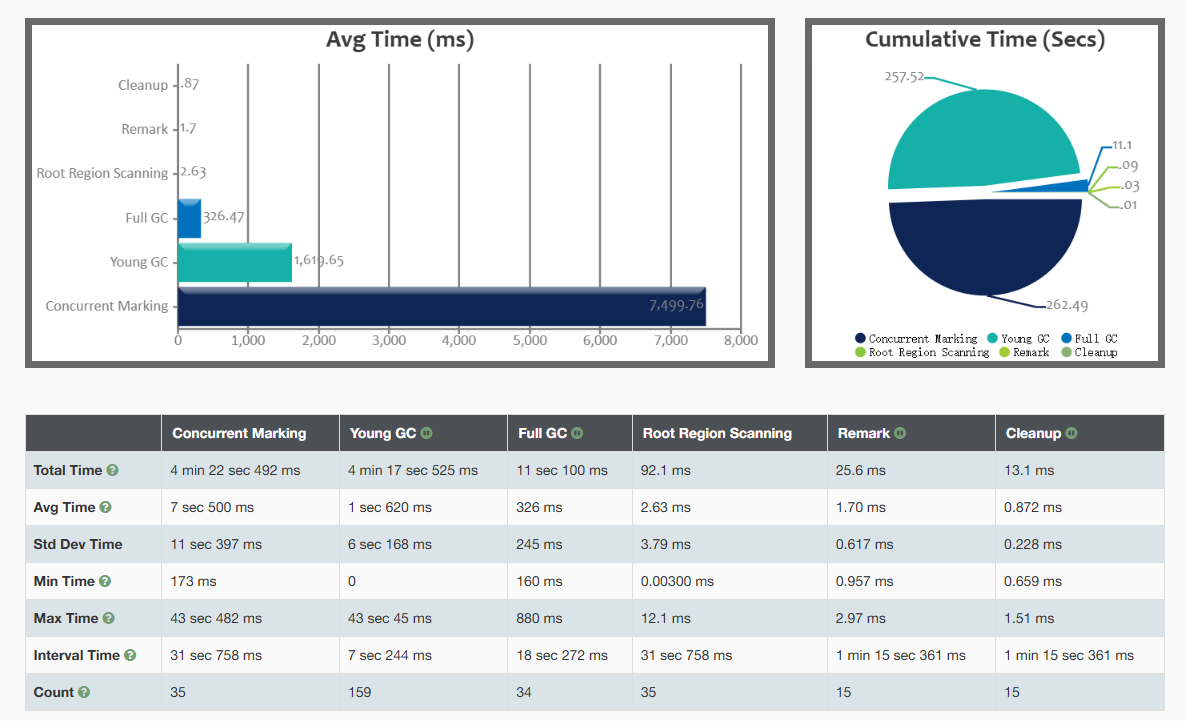 Avg Time (ms)
Cleanup .87
Remark 1.7
Root Region Scanning 2.63
Full GC 326.47
Young GC 1,619.65
Concurrent Marking 7,499.76
0 1,000 2,000 3,000 4,000 5,000 6,000 7,000 8,000
Cumulative Time (Secs)
257.52
11.1
.09
.03
.01
262.49
Concurrent Marking Young GC Full GC
Root Region Scanning Remark Cleanup
Concurrent Marking Young GC Full GC Root Region Scanning Remark Cleanup
Total Time 4 min 22 sec 492 ms 4 min 17 sec 525 ms 11 sec 100 ms 92.1 ms 25.6 ms 13.1 ms
Avg Time 7 sec 500 ms 1 sec 620 ms 326 ms 2.63 ms 1.70 ms 0.872 ms
Std Dev Time 11 sec 397 ms 6 sec 168 ms 245 ms 3.79 ms 0.617 ms 0.228 ms
Min Time 173 ms 0 160 ms 0.00300 ms 0.957 ms 0.659 ms
Max Time 43 sec 482 ms 43 sec 45 ms 880 ms 12.1 ms 2.97 ms 1.51 ms
Interval Time 31 sec 758 ms 7 sec 244 ms 18 sec 272 ms 31 sec 758 ms 1 min 15 sec 361 ms 1 min 15 sec 361 ms
Count 35 159 34 35 15 15